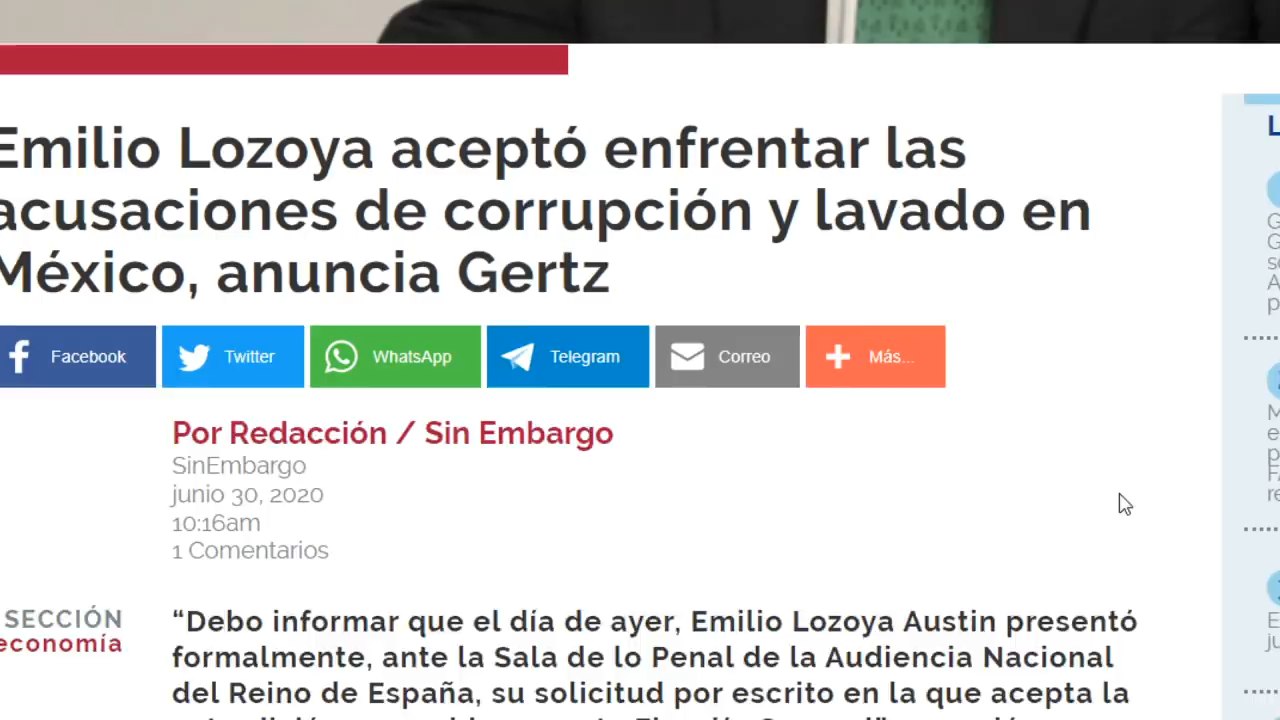 Emilio Lozoya aceptó enfrentar las
acusaciones de corrupción y lavado en
México, anuncia Gertz
Facebook
Twitter
WhatsApp
Telegram
Correo
Más...
Por Redacción / Sin Embargo
SinEmbargo
junio 30, 2020
10:16am
1 Comentarios
SECCIÓN
economía
“Debo informar que el día de ayer, Emilio Lozoya Austin presentó
formalmente, ante la Sala de lo Penal de la Audiencia Nacional
del Reino de España, su solicitud por escrito en la que acepta la